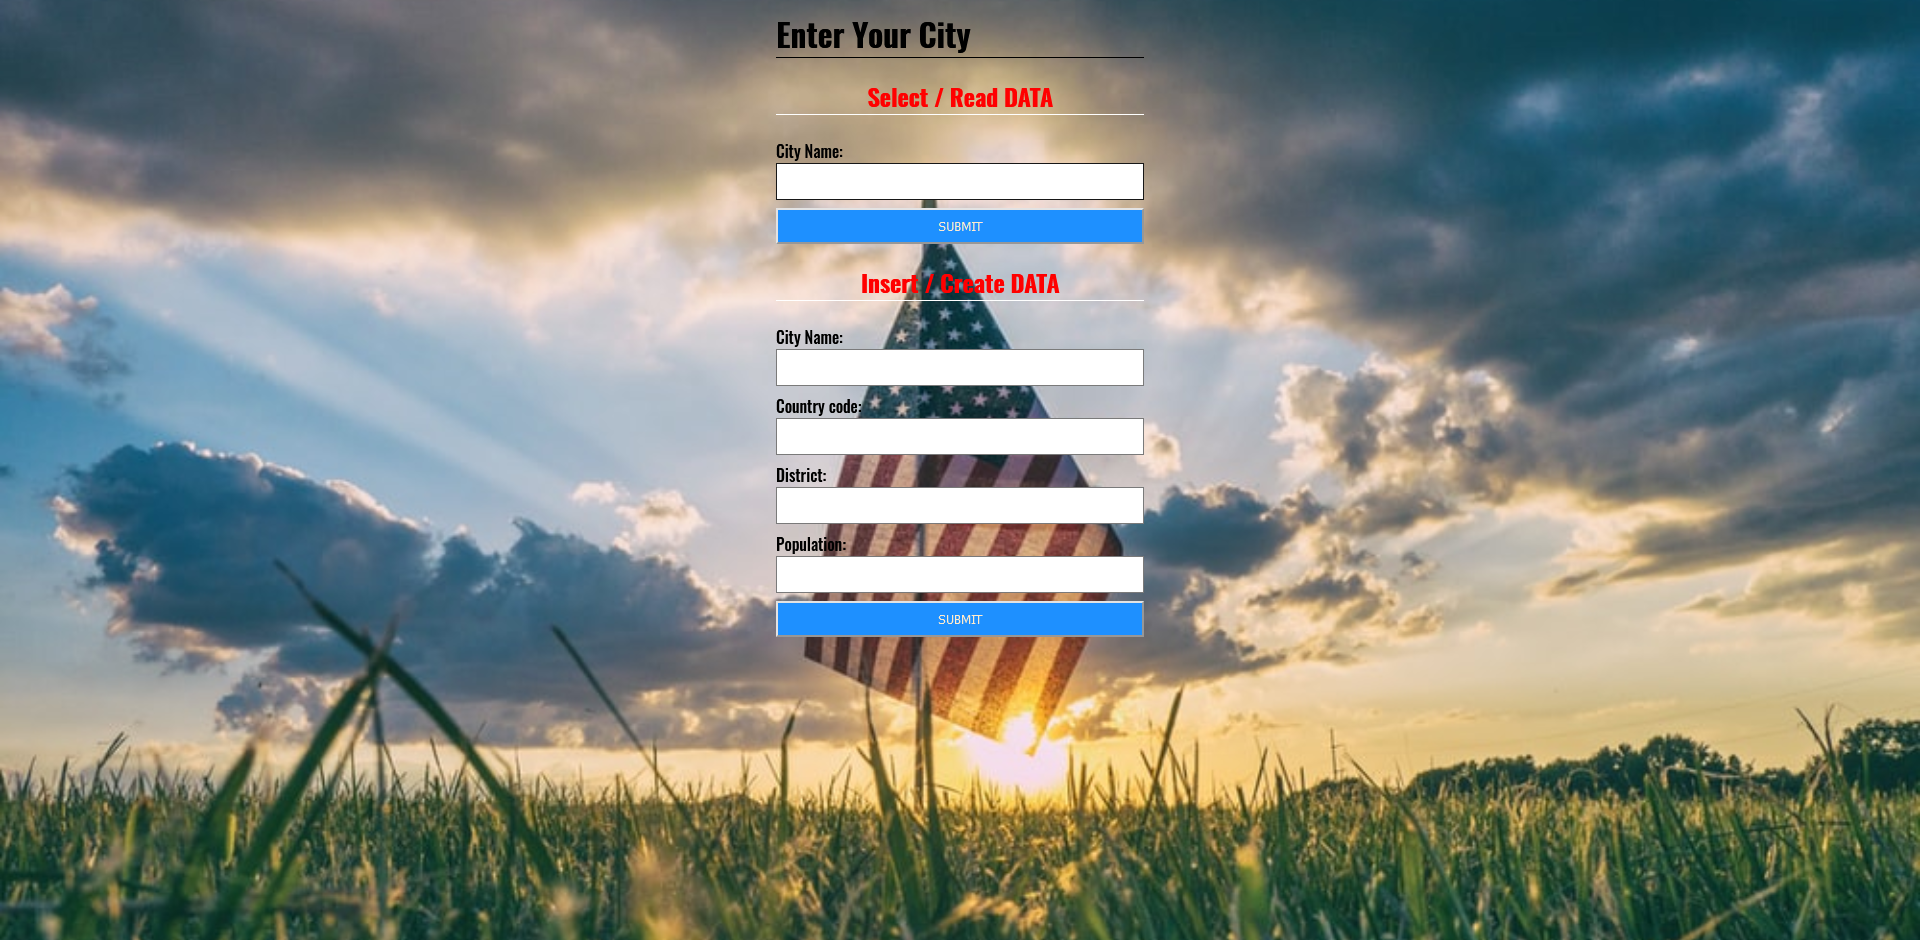 Enter Your City
Select / Read DATA
City Name:
SUBMIT
Insert / Create DATA
City Name:
Country code:
District:
Population:
SUBMIT